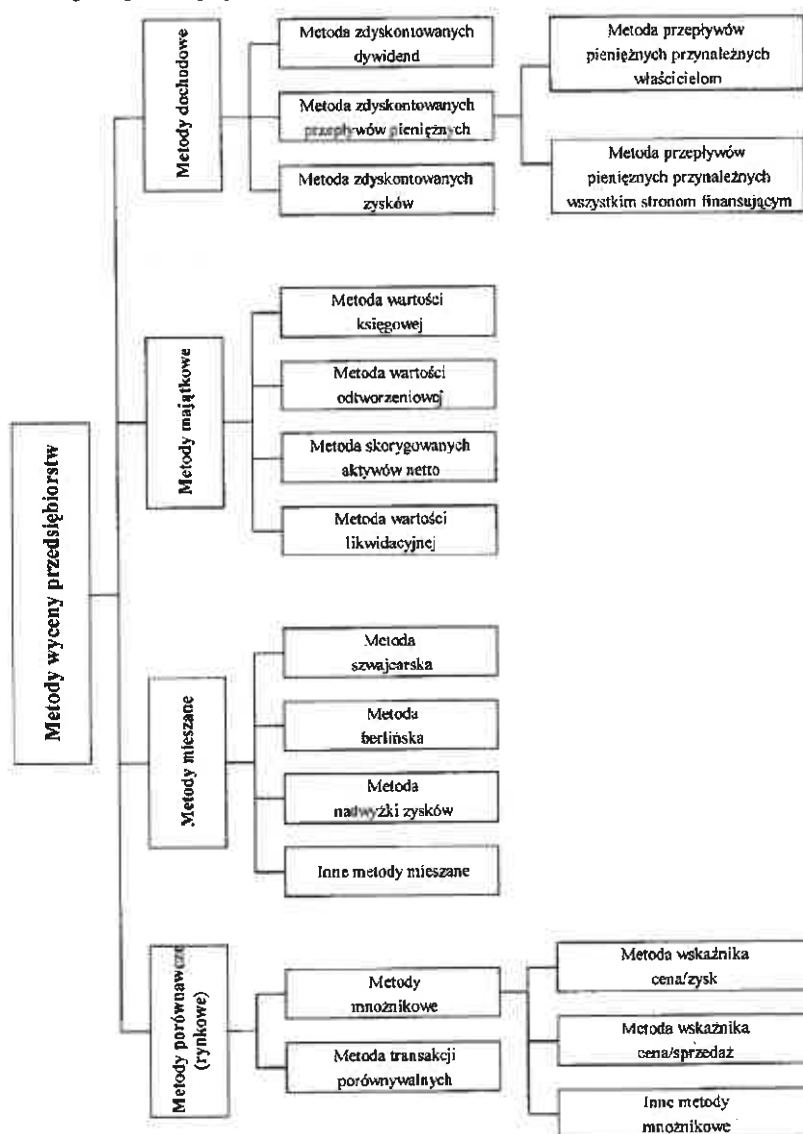 Metody wyceny przedsiębiorstw
Metody dochodowe
Metoda zdyskontowanych
dywidend
Metoda zdyskontowanych
przepływów pieniężnych
Metoda przepływów
pieniężnych przynależnych
właścicielom
Metoda przepływów
pieniężnych przynależnych
wszystkim stronom finansującym
Metoda zdyskontowanych
zysków
Metody majątkowe
Metoda wartości
księgowej
Metoda wartości
odtworzeniowej
Metoda skorygowanych
aktywów netto
Metoda wartości
likwidacyjnej
Metody mieszane
Metoda
szwajcarska
Metoda
berlińska
Metoda
nadwyżki zysków
Inne metody mieszane
Metody porównawcze
(rynkowe)
Metody
mnożnikowe
Metoda wskaźnika
cena/zysk
Metoda wskaźnika
cena/sprzedaż
Inne metody
mnożnikowe
Metoda transakcji
porównywalnych